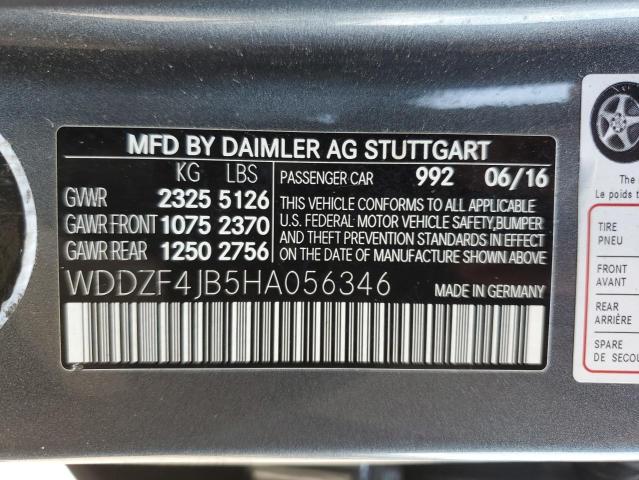 MFD BY DAIMLER AG STUTTGART
KG LBS
GVWR 2325 5126
GAWR FRONT 1075 2370
GAWR REAR 1250 2756
PASSENGER CAR 992 06/16
THIS VEHICLE CONFORMS TO ALL APPLICABLE
U.S. FEDERAL MOTOR VEHICLE SAFETY,BUMPER
AND THEFT PREVENTION STANDARDS IN EFFECT
ON THE DATE OF MANUFACTURE SHOWN ABOVE
WDDZF4JB5HA056346 MADE IN GERMANY
The
Le poids
TIRE
PNEU
FRONT
AVANT
REAR
ARRIÈRE
SPARE
DE